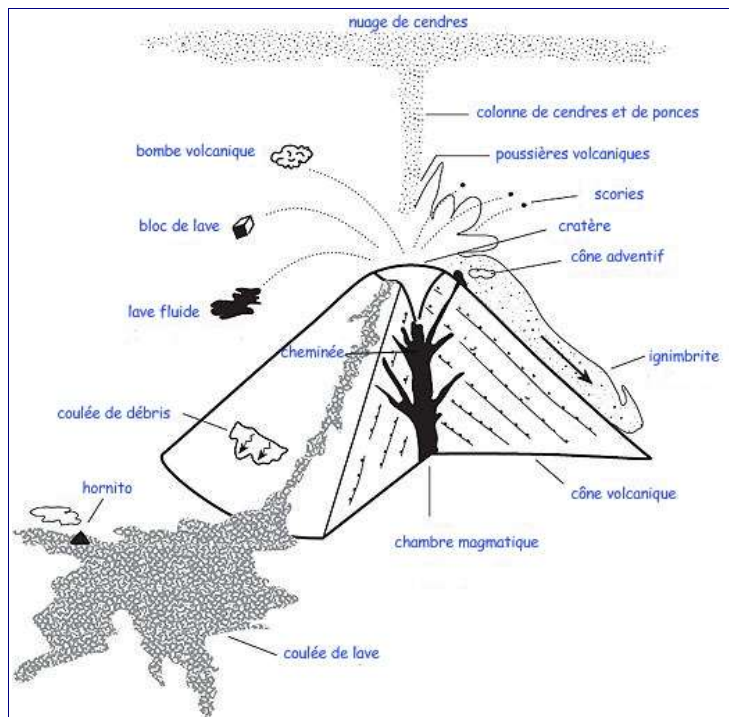 nuage de cendres
colonne de cendres et de ponces
bombe volcanique
poussières volcaniques
scories
bloc de lave
cratère
cône adventif
lave fluide
cheminée
ignimbrite
coulée de débris
hornito
cône volcanique
chambre magmatique
coulée de lave